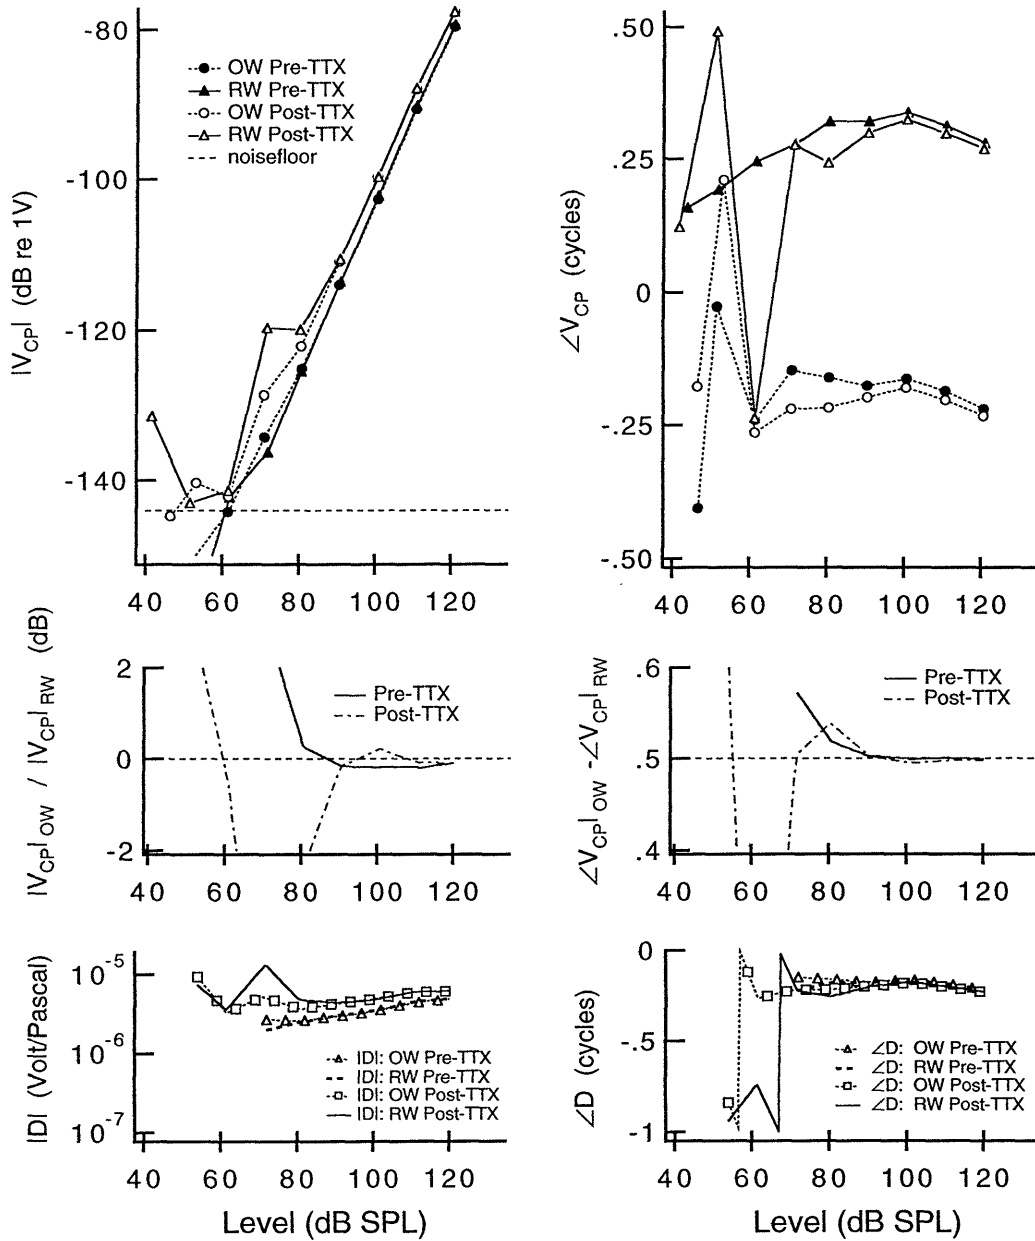 -80
-100
-120
-140
|V_CP| (dB re 1V)
OW Pre-TTX
RW Pre-TTX
OW Post-TTX
RW Post-TTX
noisefloor
40 60 80 100 120
.50
.25
0
-.25
-.50
∠V_CP (cycles)
40 60 80 100 120
2
0
-2
|V_CP|_OW / |V_CP|_RW (dB)
Pre-TTX
Post-TTX
40 60 80 100 120
.6
.5
.4
∠V_CP|_OW -∠V_CP|_RW
Pre-TTX
Post-TTX
40 60 80 100 120
10^-5
10^-6
10^-7
|D| (Volt/Pascal)
|D|: OW Pre-TTX
|D|: RW Pre-TTX
|D|: OW Post-TTX
|D|: RW Post-TTX
40 60 80 100 120
Level (dB SPL)
0
-.5
-1
∠D (cycles)
∠D: OW Pre-TTX
∠D: RW Pre-TTX
∠D: OW Post-TTX
∠D: RW Post-TTX
40 60 80 100 120
Level (dB SPL)